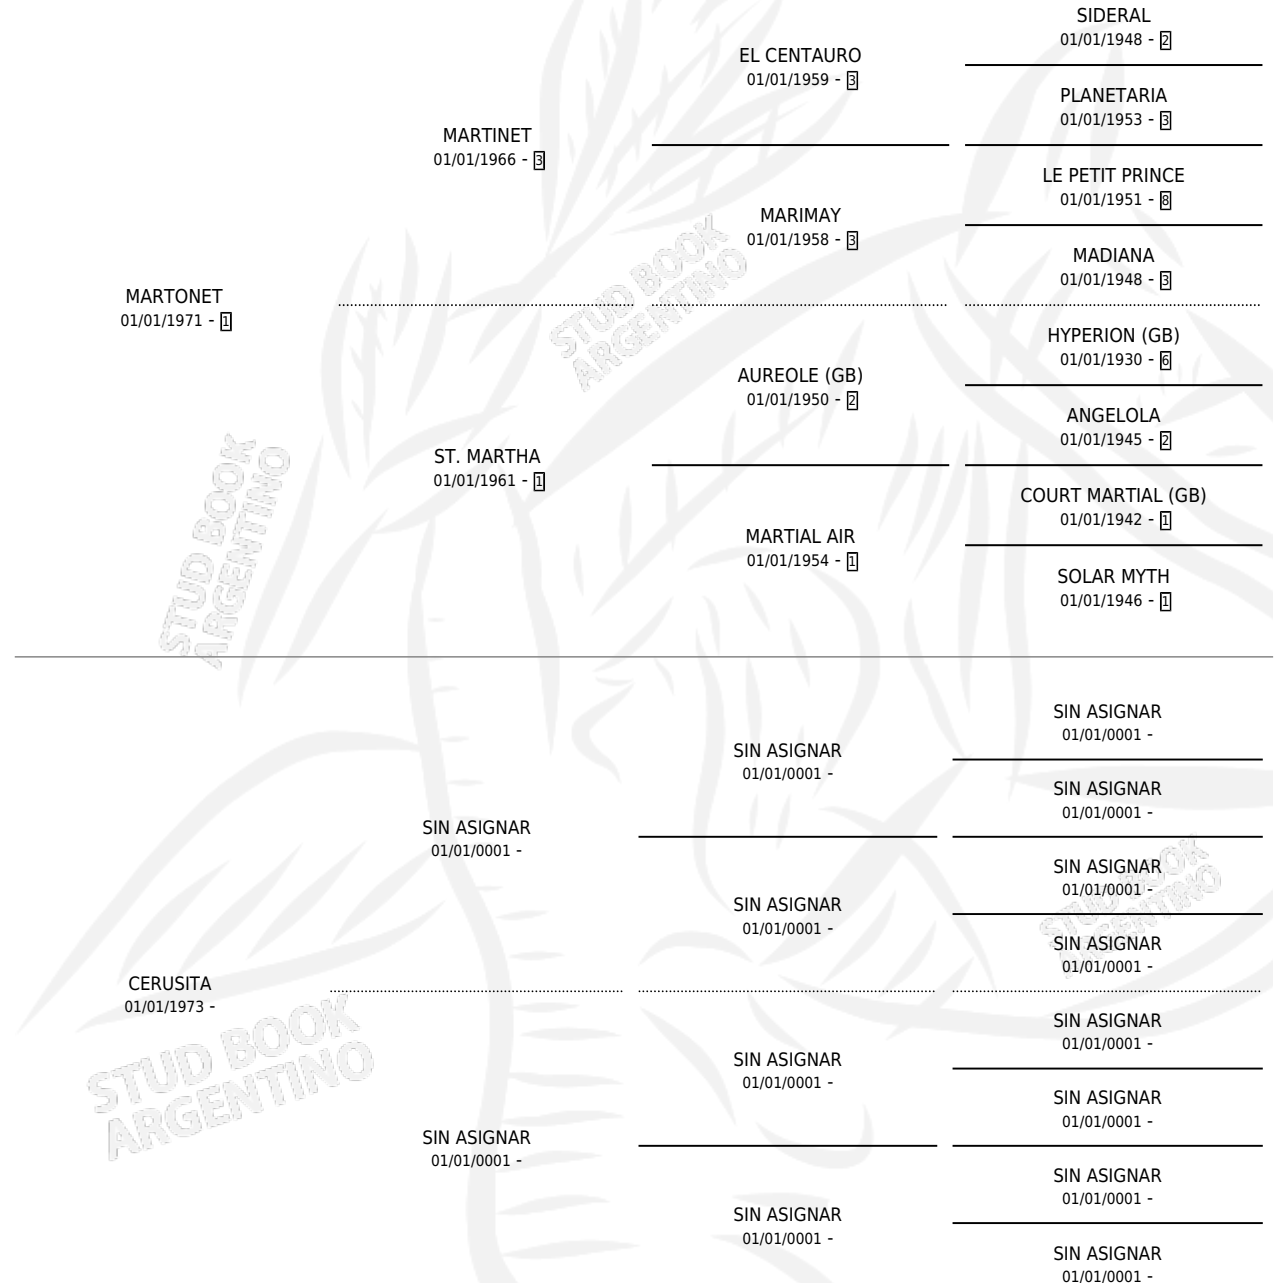 SIDERAL
01/01/1948 - 2
EL CENTAURO
01/01/1959 - 3
PLANETARIA
01/01/1953 - 3
MARTINET
01/01/1966 - 3
LE PETIT PRINCE
01/01/1951 - 8
MARIMAY
01/01/1958 - 3
MADIANA
01/01/1948 - 3
MARTONET
01/01/1971 - 1
HYPERION (GB)
01/01/1930 - 6
AUREOLE (GB)
01/01/1950 - 2
ANGELOLA
01/01/1945 - 2
ST. MARTHA
01/01/1961 - 1
COURT MARTIAL (GB)
01/01/1942 - 1
MARTIAL AIR
01/01/1954 - 1
SOLAR MYTH
01/01/1946 - 1
SIN ASIGNAR
01/01/0001 -
SIN ASIGNAR
01/01/0001 -
SIN ASIGNAR
01/01/0001 -
SIN ASIGNAR
01/01/0001 -
SIN ASIGNAR
01/01/0001 -
SIN ASIGNAR
01/01/0001 -
SIN ASIGNAR
01/01/0001 -
CERUSITA
01/01/1973 -
SIN ASIGNAR
01/01/0001 -
SIN ASIGNAR
01/01/0001 -
SIN ASIGNAR
01/01/0001 -
SIN ASIGNAR
01/01/0001 -
SIN ASIGNAR
01/01/0001 -
SIN ASIGNAR
01/01/0001 -
SIN ASIGNAR
01/01/0001 -
STUD BOOK
ARGENTINO
STUD BOOK
ARGENTINO
STUD BOOK
ARGENTINO
STUD BOOK
ARGENTINO